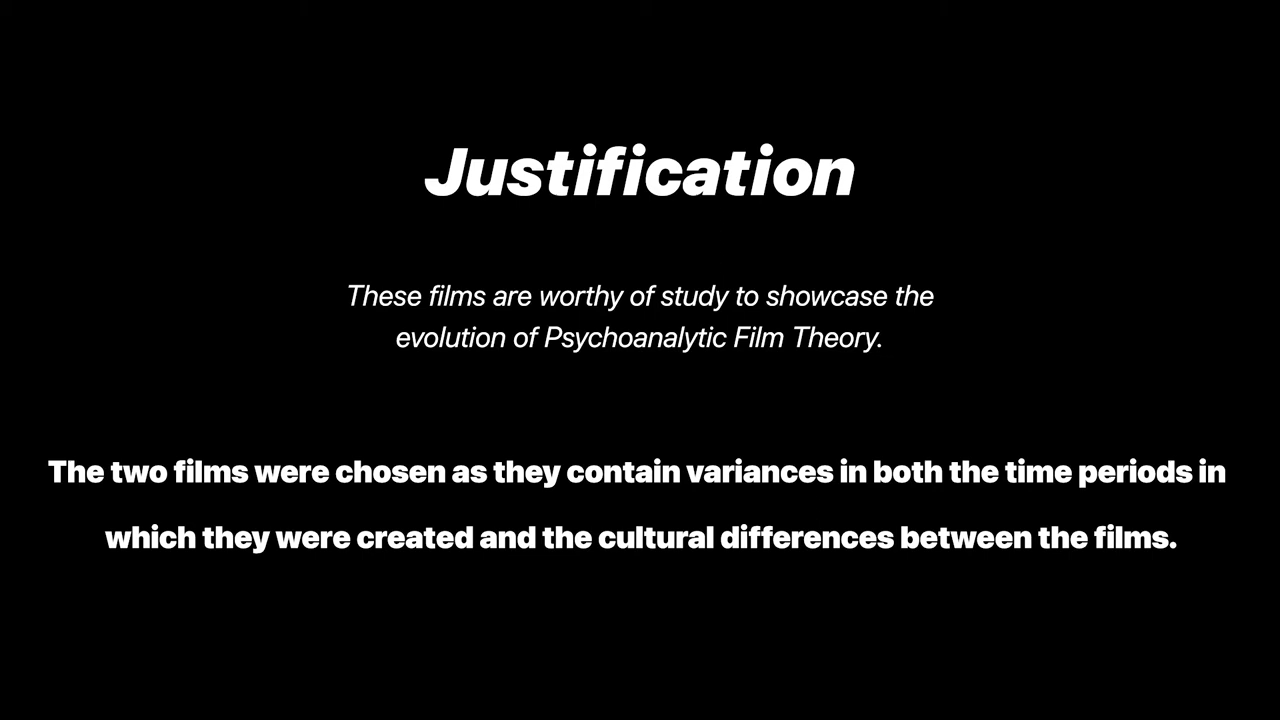 Justification
These films are worthy of study to showcase the
evolution of Psychoanalytic Film Theory.
The two films were chosen as they contain variances in both the time periods in
which they were created and the cultural differences between the films.